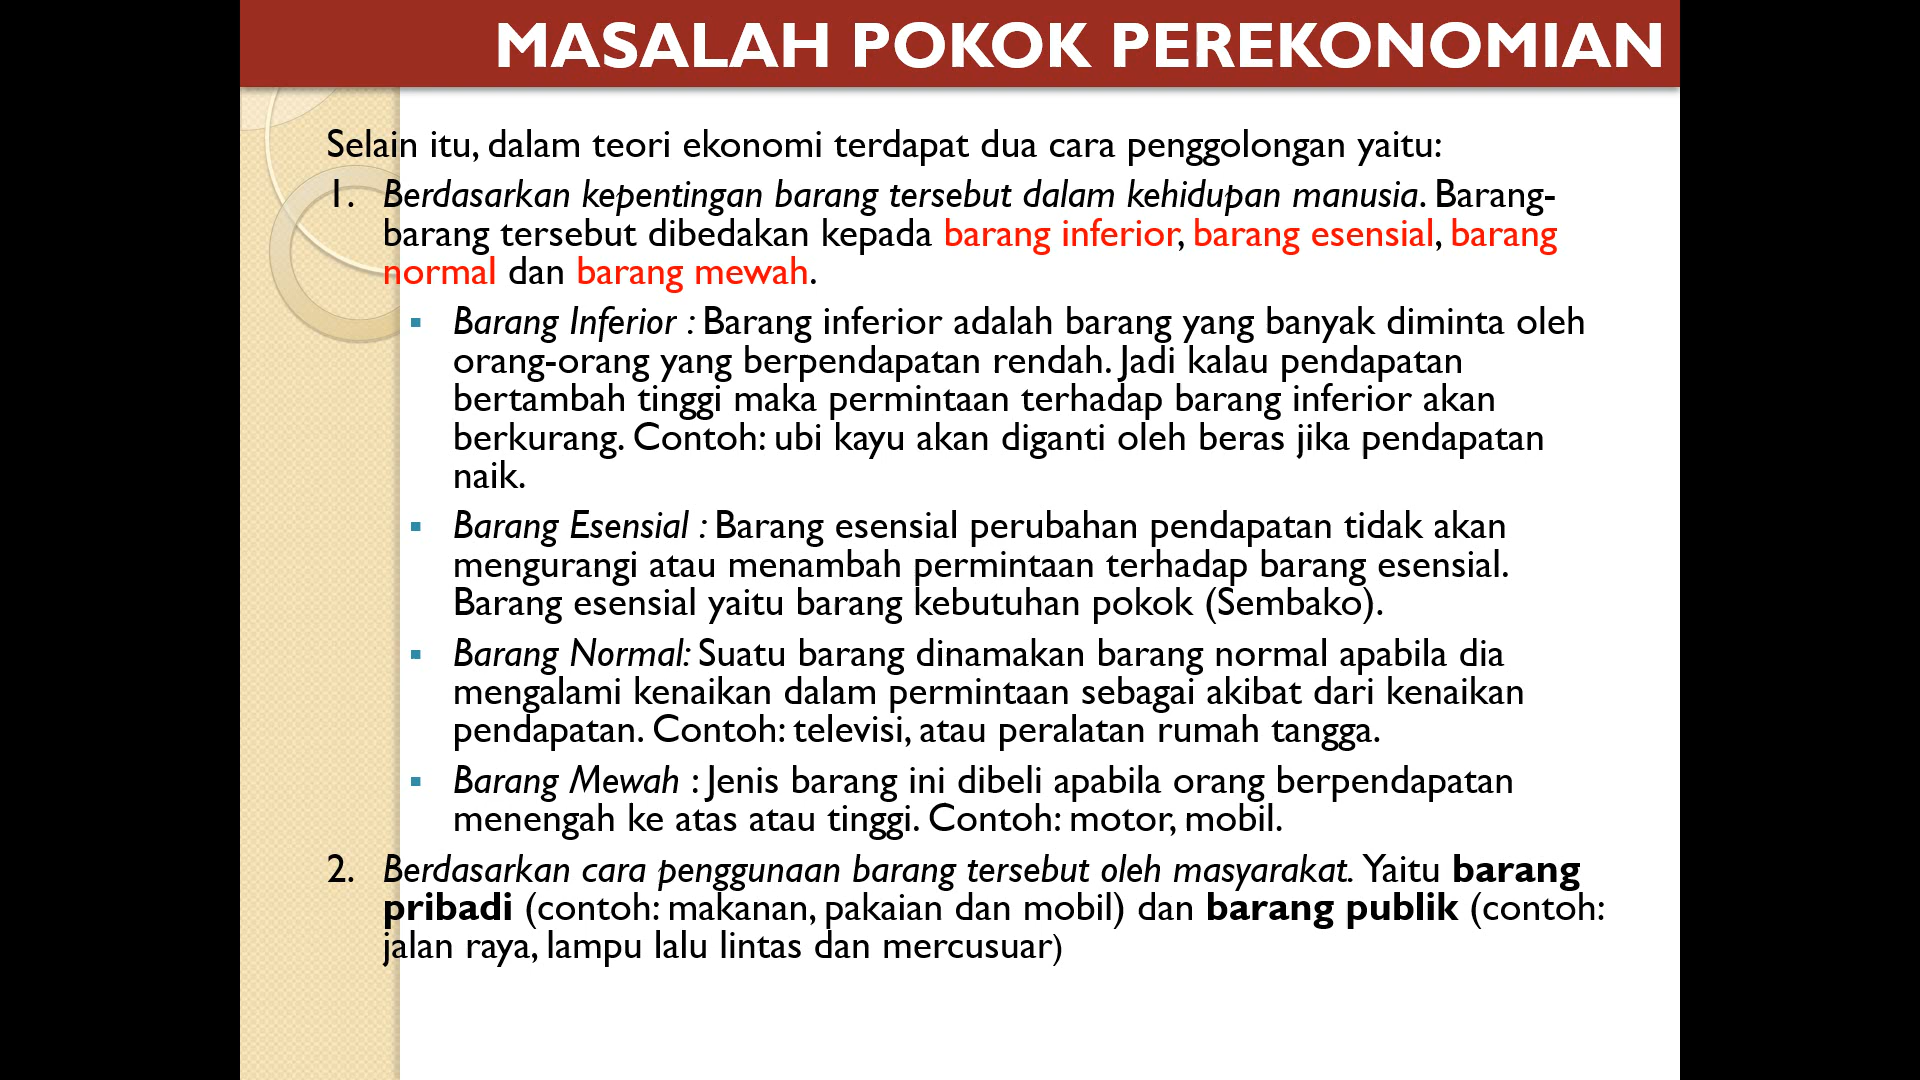 MASALAH POKOK PEREKONOMIAN
Selain itu, dalam teori ekonomi terdapat dua cara penggolongan yaitu:
1. Berdasarkan kepentingan barang tersebut dalam kehidupan manusia. Barang-
barang tersebut dibedakan kepada barang inferior, barang esensial, barang
normal dan barang mewah.
▪ Barang Inferior : Barang inferior adalah barang yang banyak diminta oleh
orang-orang yang berpendapatan rendah. Jadi kalau pendapatan
bertambah tinggi maka permintaan terhadap barang inferior akan
berkurang. Contoh: ubi kayu akan diganti oleh beras jika pendapatan
naik.
▪ Barang Esensial : Barang esensial perubahan pendapatan tidak akan
mengurangi atau menambah permintaan terhadap barang esensial.
Barang esensial yaitu barang kebutuhan pokok (Sembako).
▪ Barang Normal: Suatu barang dinamakan barang normal apabila dia
mengalami kenaikan dalam permintaan sebagai akibat dari kenaikan
pendapatan. Contoh: televisi, atau peralatan rumah tangga.
▪ Barang Mewah : Jenis barang ini dibeli apabila orang berpendapatan
menengah ke atas atau tinggi. Contoh: motor, mobil.
2. Berdasarkan cara penggunaan barang tersebut oleh masyarakat. Yaitu barang
pribadi (contoh: makanan, pakaian dan mobil) dan barang publik (contoh:
jalan raya, lampu lalu lintas dan mercusuar)